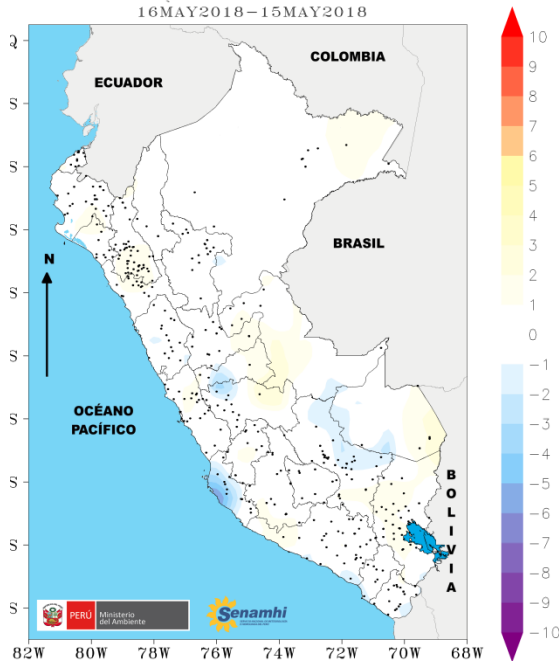 16MAY2018−15MAY2018
COLOMBIA
ECUADOR
BRASIL
N
OCÉANO
PACÍFICO
BOLIVIA
S
S
S
S
S
S
S
S
S
PERÚ
Ministerio
del Ambiente
Senamhi
82W 80W 78W 76W 74W 72W 70W 68W
10
9
8
7
6
5
4
3
2
1
0
−1
−2
−3
−4
−5
−6
−7
−8
−9
−10